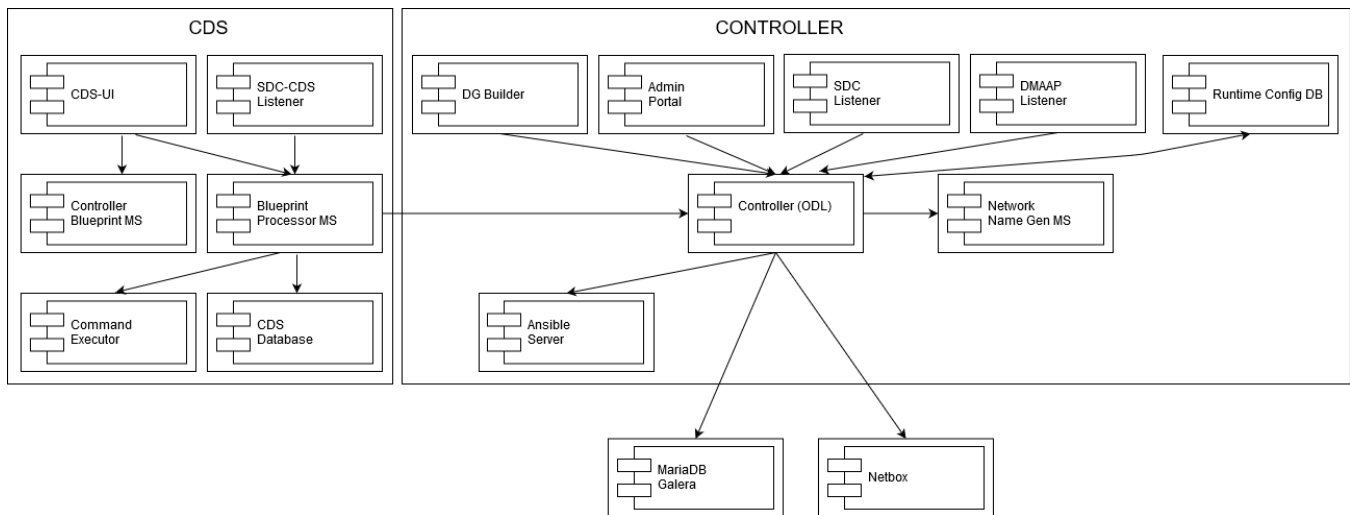 CDS
CONTROLLER
CDS-UI
SDC-CDS
Listener
DG Builder
Admin
Portal
SDC
Listener
DMAAP
Listener
Runtime Config DB
Controller
Blueprint MS
Blueprint
Processor MS
Controller (ODL)
Network
Name Gen MS
Command
Executor
CDS
Database
Ansible
Server
MariaDB
Galera
Netbox